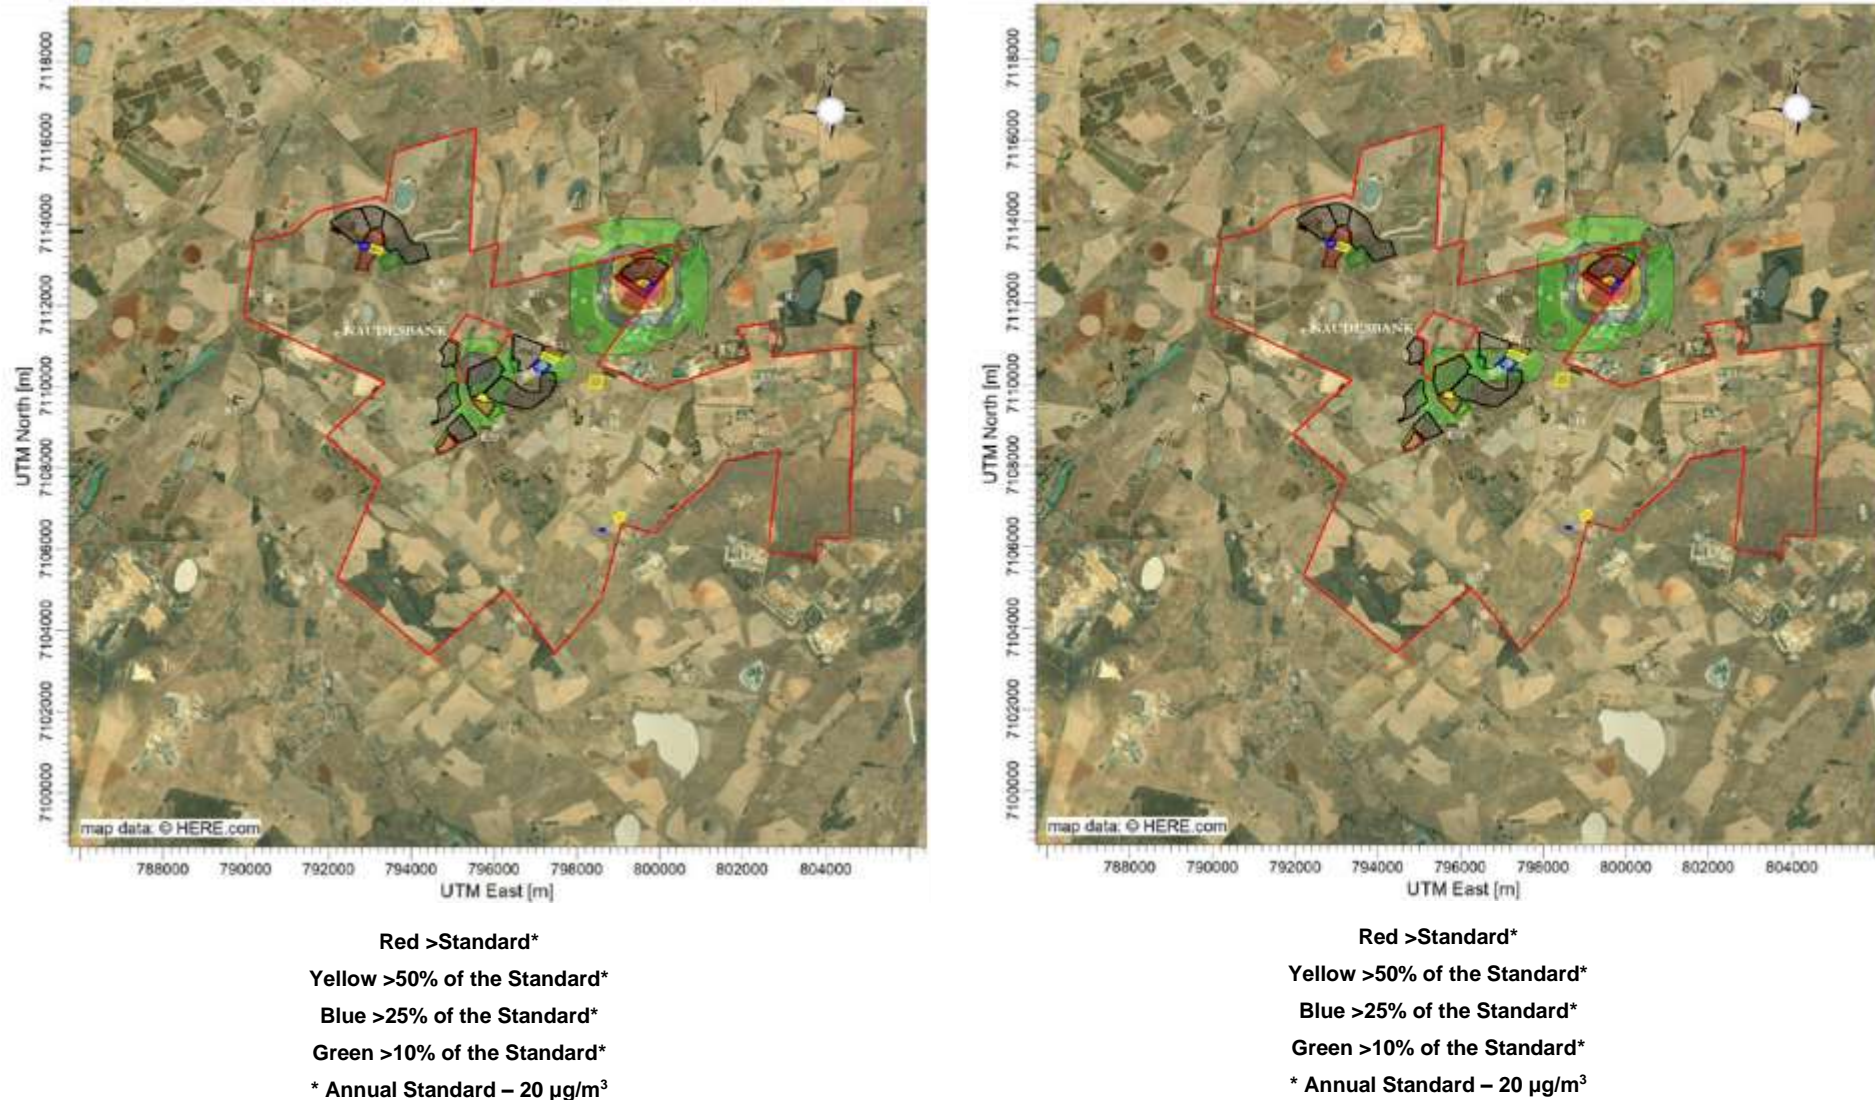 7118000
7116000
7114000
7112000
7110000
7108000
7106000
7104000
7102000
7100000
UTM North [m]
NAUDESBANK
map data: © HERE.com
788000 790000 792000 794000 796000 798000 800000 802000 804000
UTM East [m]
Red >Standard*
Yellow >50% of the Standard*
Blue >25% of the Standard*
Green >10% of the Standard*
* Annual Standard – 20 µg/m³
7118000
7116000
7114000
7112000
7110000
7108000
7106000
7104000
7102000
7100000
UTM North [m]
NAUDESBANK
map data: © HERE.com
788000 790000 792000 794000 796000 798000 800000 802000 804000
UTM East [m]
Red >Standard*
Yellow >50% of the Standard*
Blue >25% of the Standard*
Green >10% of the Standard*
* Annual Standard – 20 µg/m³